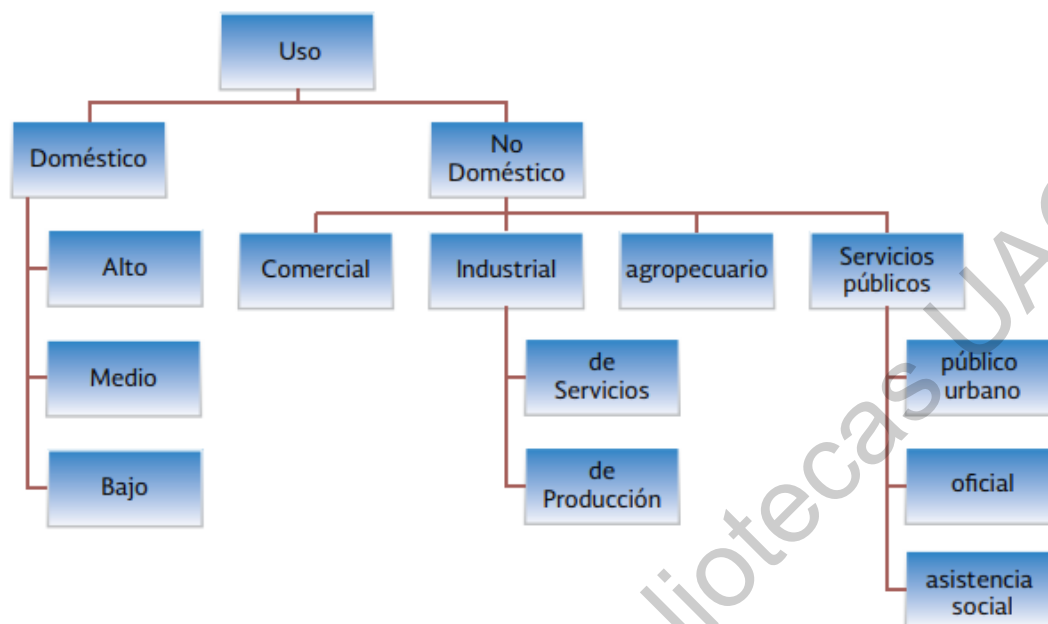 Uso
Doméstico
No
Doméstico
Alto
Medio
Bajo
Comercial
Industrial
agropecuario
Servicios
públicos
de
Servicios
de
Producción
público
urbano
oficial
asistencia
social